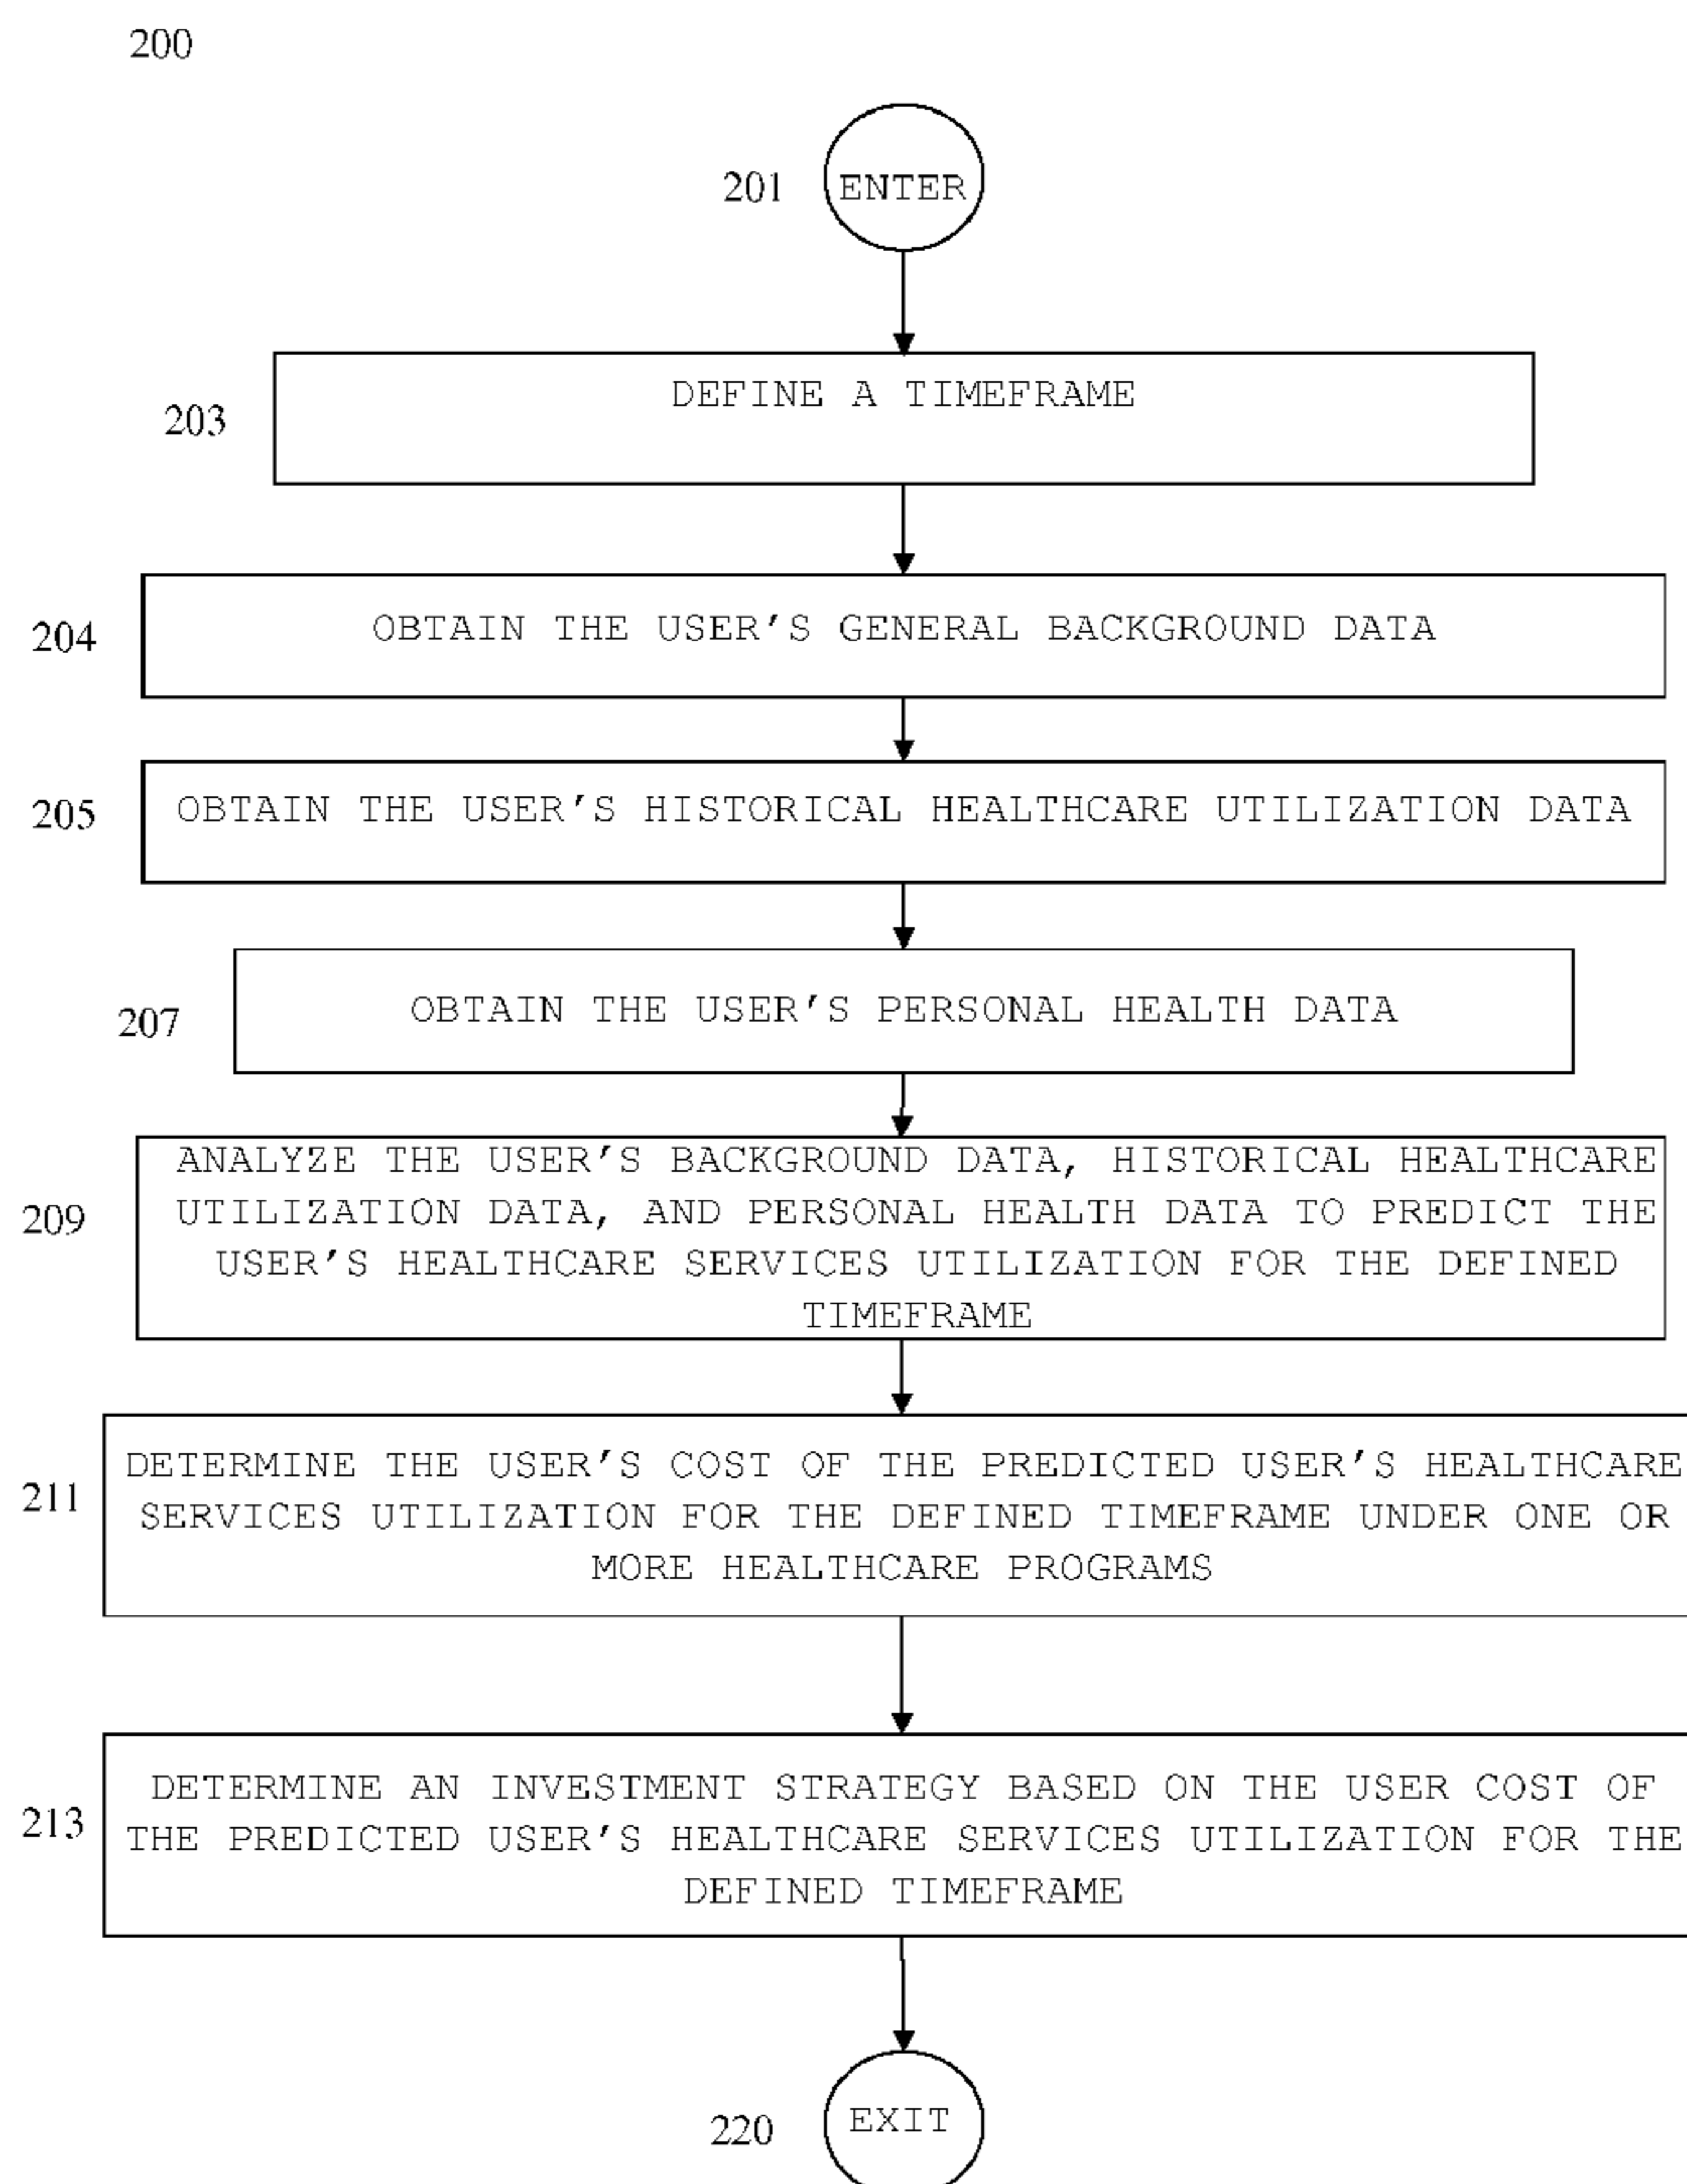 200
201
ENTER
203
DEFINE A TIMEFRAME
204
OBTAIN THE USER'S GENERAL BACKGROUND DATA
205
OBTAIN THE USER'S HISTORICAL HEALTHCARE UTILIZATION DATA
207
OBTAIN THE USER'S PERSONAL HEALTH DATA
209
ANALYZE THE USER'S BACKGROUND DATA, HISTORICAL HEALTHCARE
UTILIZATION DATA, AND PERSONAL HEALTH DATA TO PREDICT THE
USER'S HEALTHCARE SERVICES UTILIZATION FOR THE DEFINED
TIMEFRAME
211
DETERMINE THE USER'S COST OF THE PREDICTED USER'S HEALTHCARE
SERVICES UTILIZATION FOR THE DEFINED TIMEFRAME UNDER ONE OR
MORE HEALTHCARE PROGRAMS
213
DETERMINE AN INVESTMENT STRATEGY BASED ON THE USER COST OF
THE PREDICTED USER'S HEALTHCARE SERVICES UTILIZATION FOR THE
DEFINED TIMEFRAME
220
EXIT